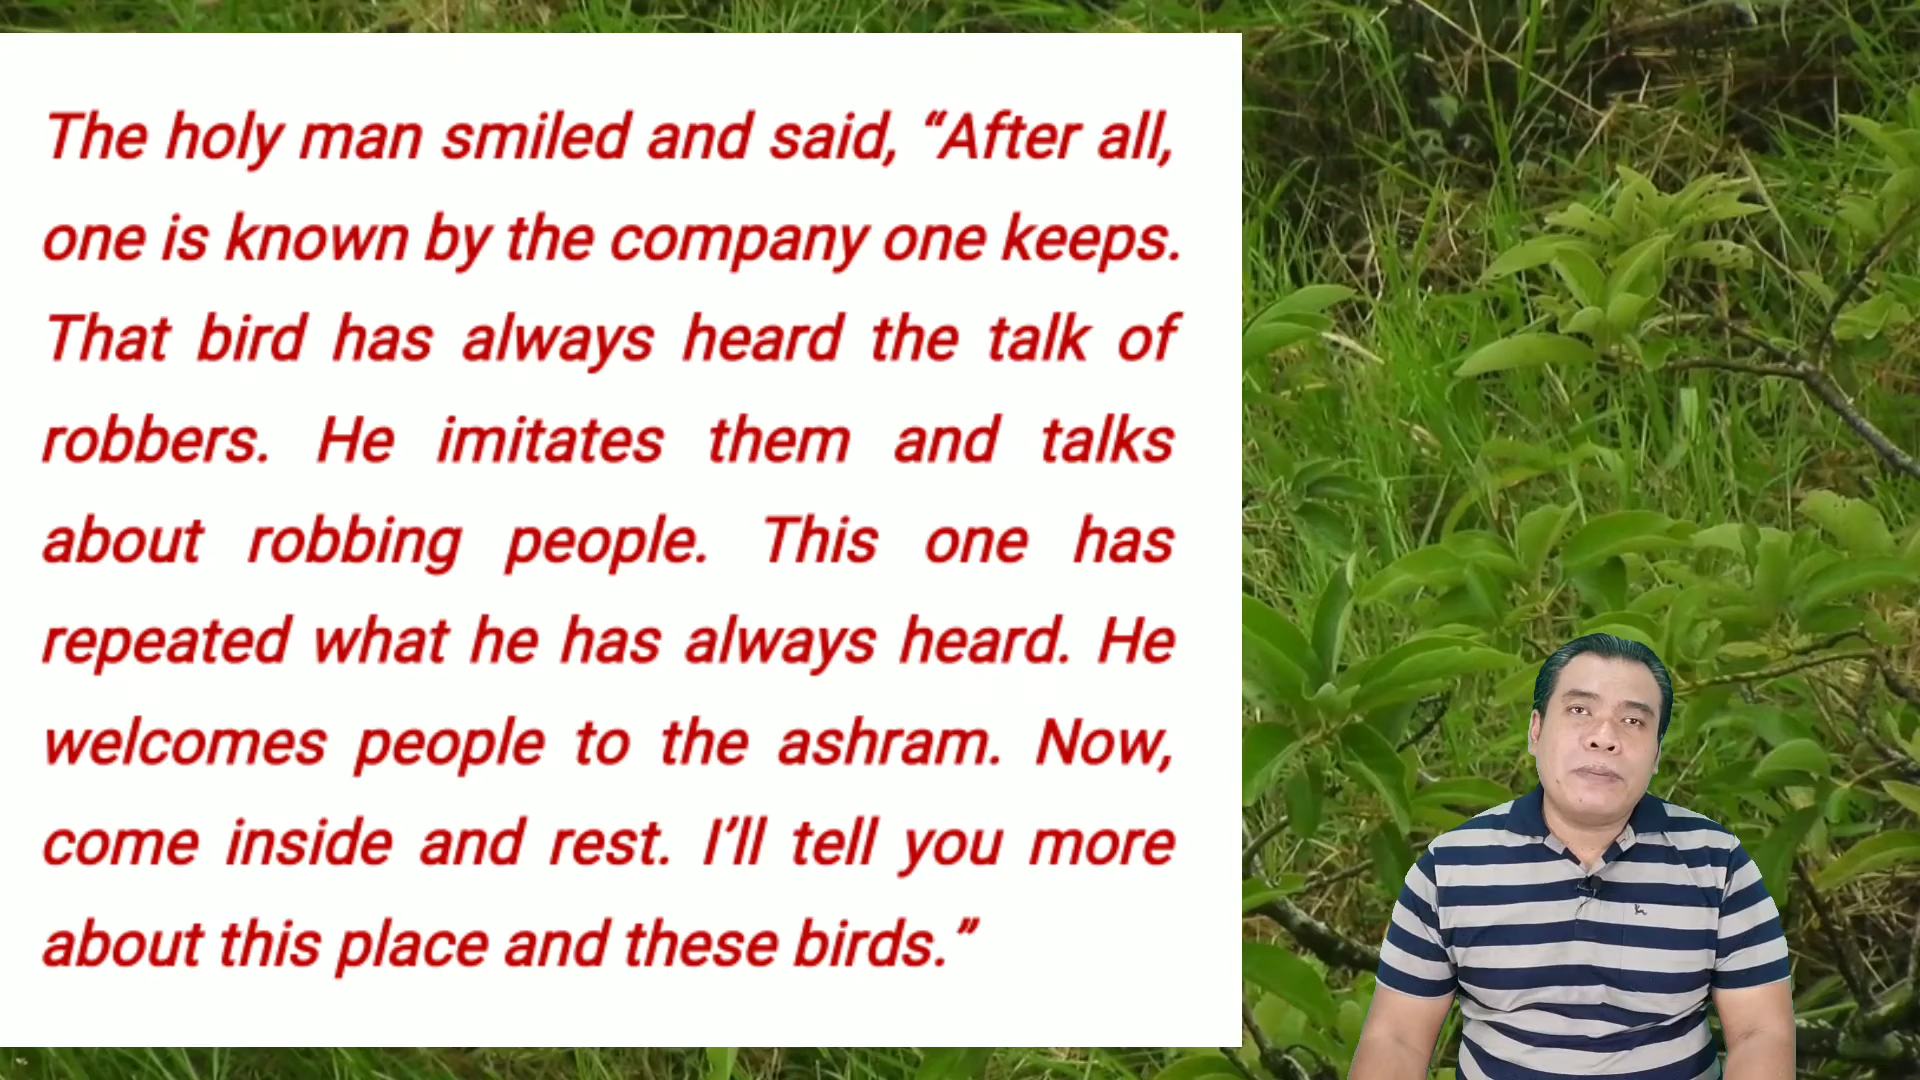 The holy man smiled and said, “After all,
one is known by the company one keeps.
That bird has always heard the talk of
robbers. He imitates them and talks
about robbing people. This one has
repeated what he has always heard. He
welcomes people to the ashram. Now,
come inside and rest. I’ll tell you more
about this place and these birds.”